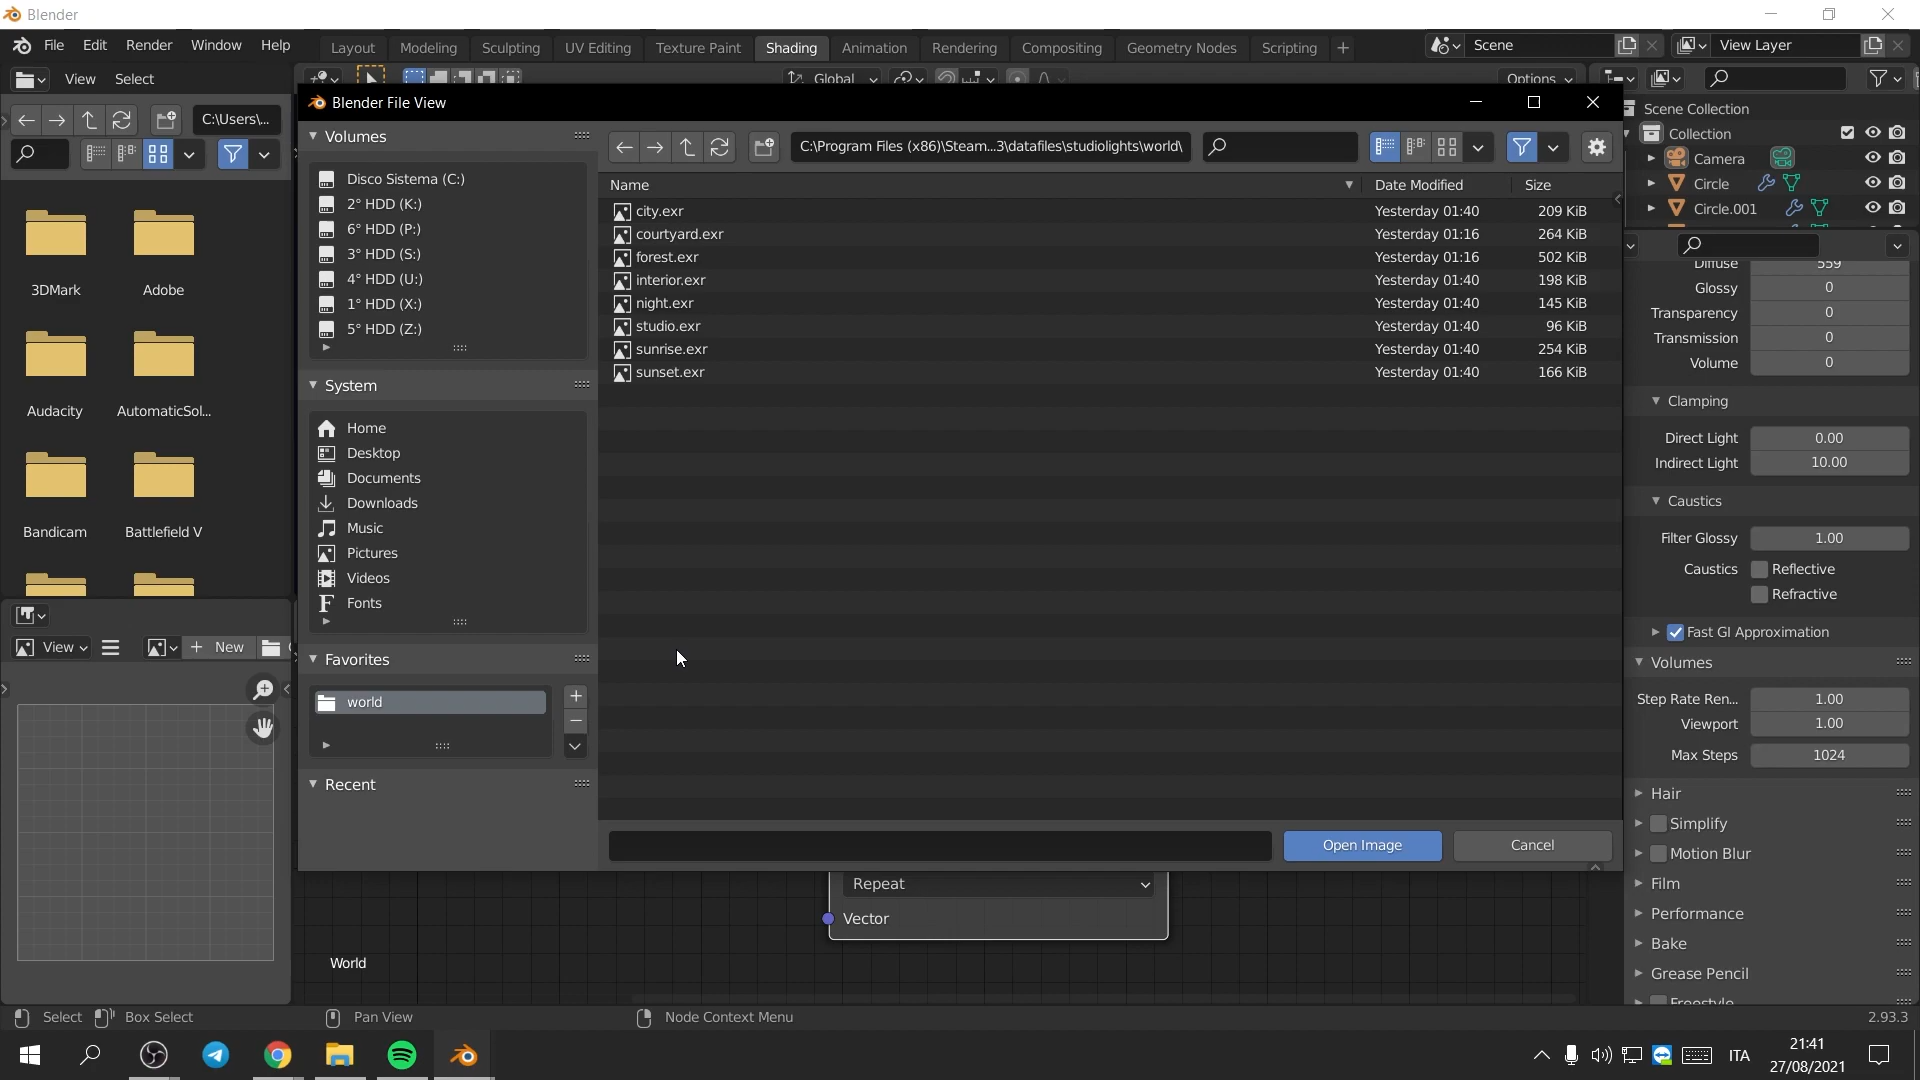 Blender
File Edit Render Window Help Layout Modeling Sculpting UV Editing Texture Paint Shading Animation Rendering Compositing Geometry Nodes Scripting + Scene View Layer
View Select Global Options
Blender File View
C:\Users\...
Volumes
Disco Sistema (C:)
2° HDD (K:)
6° HDD (P:)
3° HDD (S:)
4° HDD (U:)
1° HDD (X:)
5° HDD (Z:)
System
Home
Desktop
Documents
Downloads
Music
Pictures
Videos
Fonts
Favorites
world
Recent
C:\Program Files (x86)\Steam...3\datafiles\studiolights\world\
Name Date Modified Size
city.exr Yesterday 01:40 209 KiB
courtyard.exr Yesterday 01:16 264 KiB
forest.exr Yesterday 01:16 502 KiB
interior.exr Yesterday 01:40 198 KiB
night.exr Yesterday 01:40 145 KiB
studio.exr Yesterday 01:40 96 KiB
sunrise.exr Yesterday 01:40 254 KiB
sunset.exr Yesterday 01:40 166 KiB
Open Image Cancel
3DMark Adobe
Audacity AutomaticSol...
Bandicam Battlefield V
View + New
Repeat
Vector
World
Scene Collection
Collection
Camera
Circle
Circle.001
Diffuse 559
Glossy 0
Transparency 0
Transmission 0
Volume 0
Clamping
Direct Light 0.00
Indirect Light 10.00
Caustics
Filter Glossy 1.00
Caustics Reflective
Refractive
Fast GI Approximation
Volumes
Step Rate Ren... 1.00
Viewport 1.00
Max Steps 1024
Hair
Simplify
Motion Blur
Film
Performance
Bake
Grease Pencil
Freestyle
Select Box Select Pan View Node Context Menu 2.93.3
ITA
21:41
27/08/2021